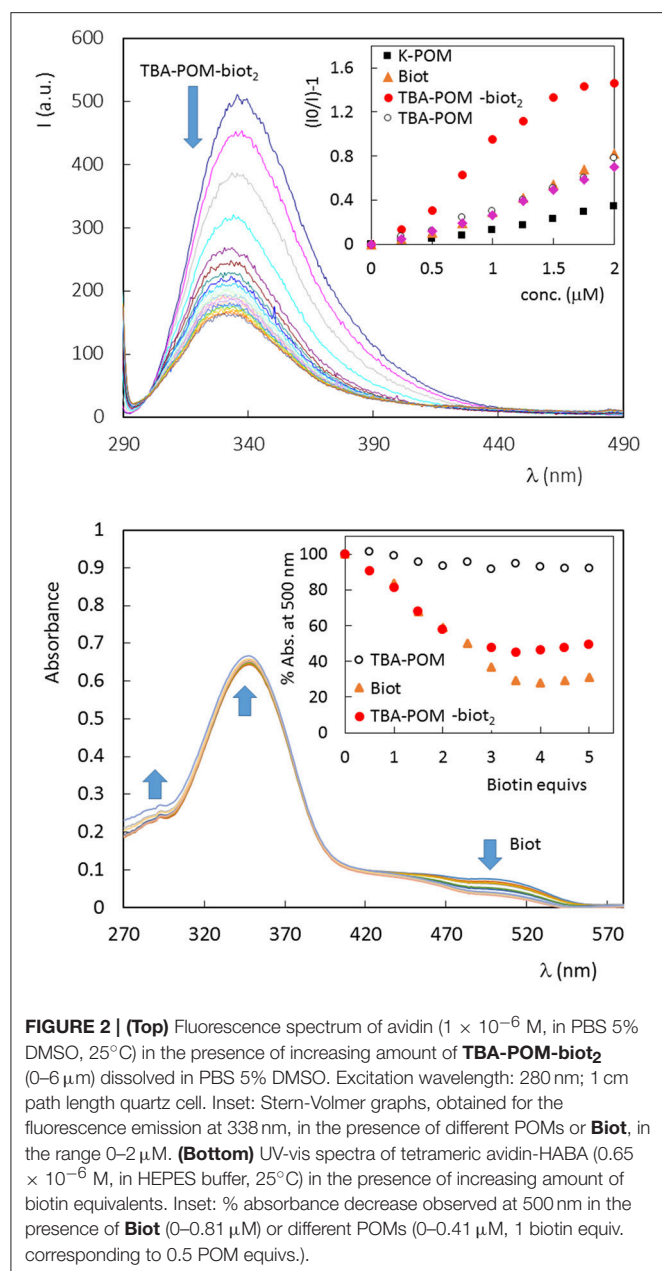 600
500
400
300
200
100
0
I (a.u.)
TBA-POM-biot₂
290
340
390
440
490
λ (nm)
1.6
1.2
0.8
0.4
0
(I0/I)-1
K-POM
Biot
TBA-POM -biot₂
TBA-POM
0
0.5
1
1.5
2
conc. (μM)
1
0.9
0.8
0.7
0.6
0.5
0.4
0.3
0.2
0.1
0
Absorbance
270
320
370
420
470
520
570
λ (nm)
Biot
100
80
60
40
20
0
% Abs. at 500 nm
TBA-POM
Biot
TBA-POM -biot₂
0
1
2
3
4
5
Biotin equivs
FIGURE 2 | (Top) Fluorescence spectrum of avidin (1 × 10⁻⁶ M, in PBS 5%
DMSO, 25°C) in the presence of increasing amount of TBA-POM-biot₂
(0–6 μm) dissolved in PBS 5% DMSO. Excitation wavelength: 280 nm; 1 cm
path length quartz cell. Inset: Stern-Volmer graphs, obtained for the
fluorescence emission at 338 nm, in the presence of different POMs or Biot, in
the range 0–2 μM. (Bottom) UV-vis spectra of tetrameric avidin-HABA (0.65
× 10⁻⁶ M, in HEPES buffer, 25°C) in the presence of increasing amount of
biotin equivalents. Inset: % absorbance decrease observed at 500 nm in the
presence of Biot (0–0.81 μM) or different POMs (0–0.41 μM, 1 biotin equiv.
corresponding to 0.5 POM equivs.).